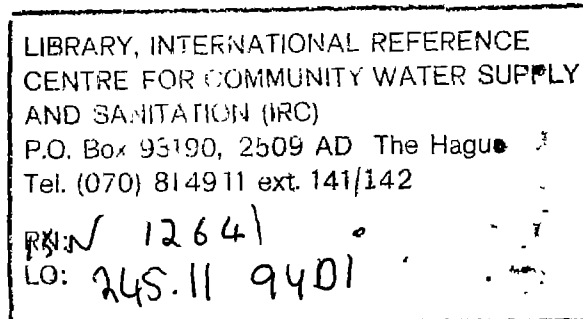 LIBRARY, INTERNATIONAL REFERENCE
CENTRE FOR COMMUNITY WATER SUPPLY
AND SANITATION (IRC)
P.O. Box 93190, 2509 AD The Hague
Tel. (070) 814911 ext. 141/142
RN: 12641
LO: 245.11 94DI